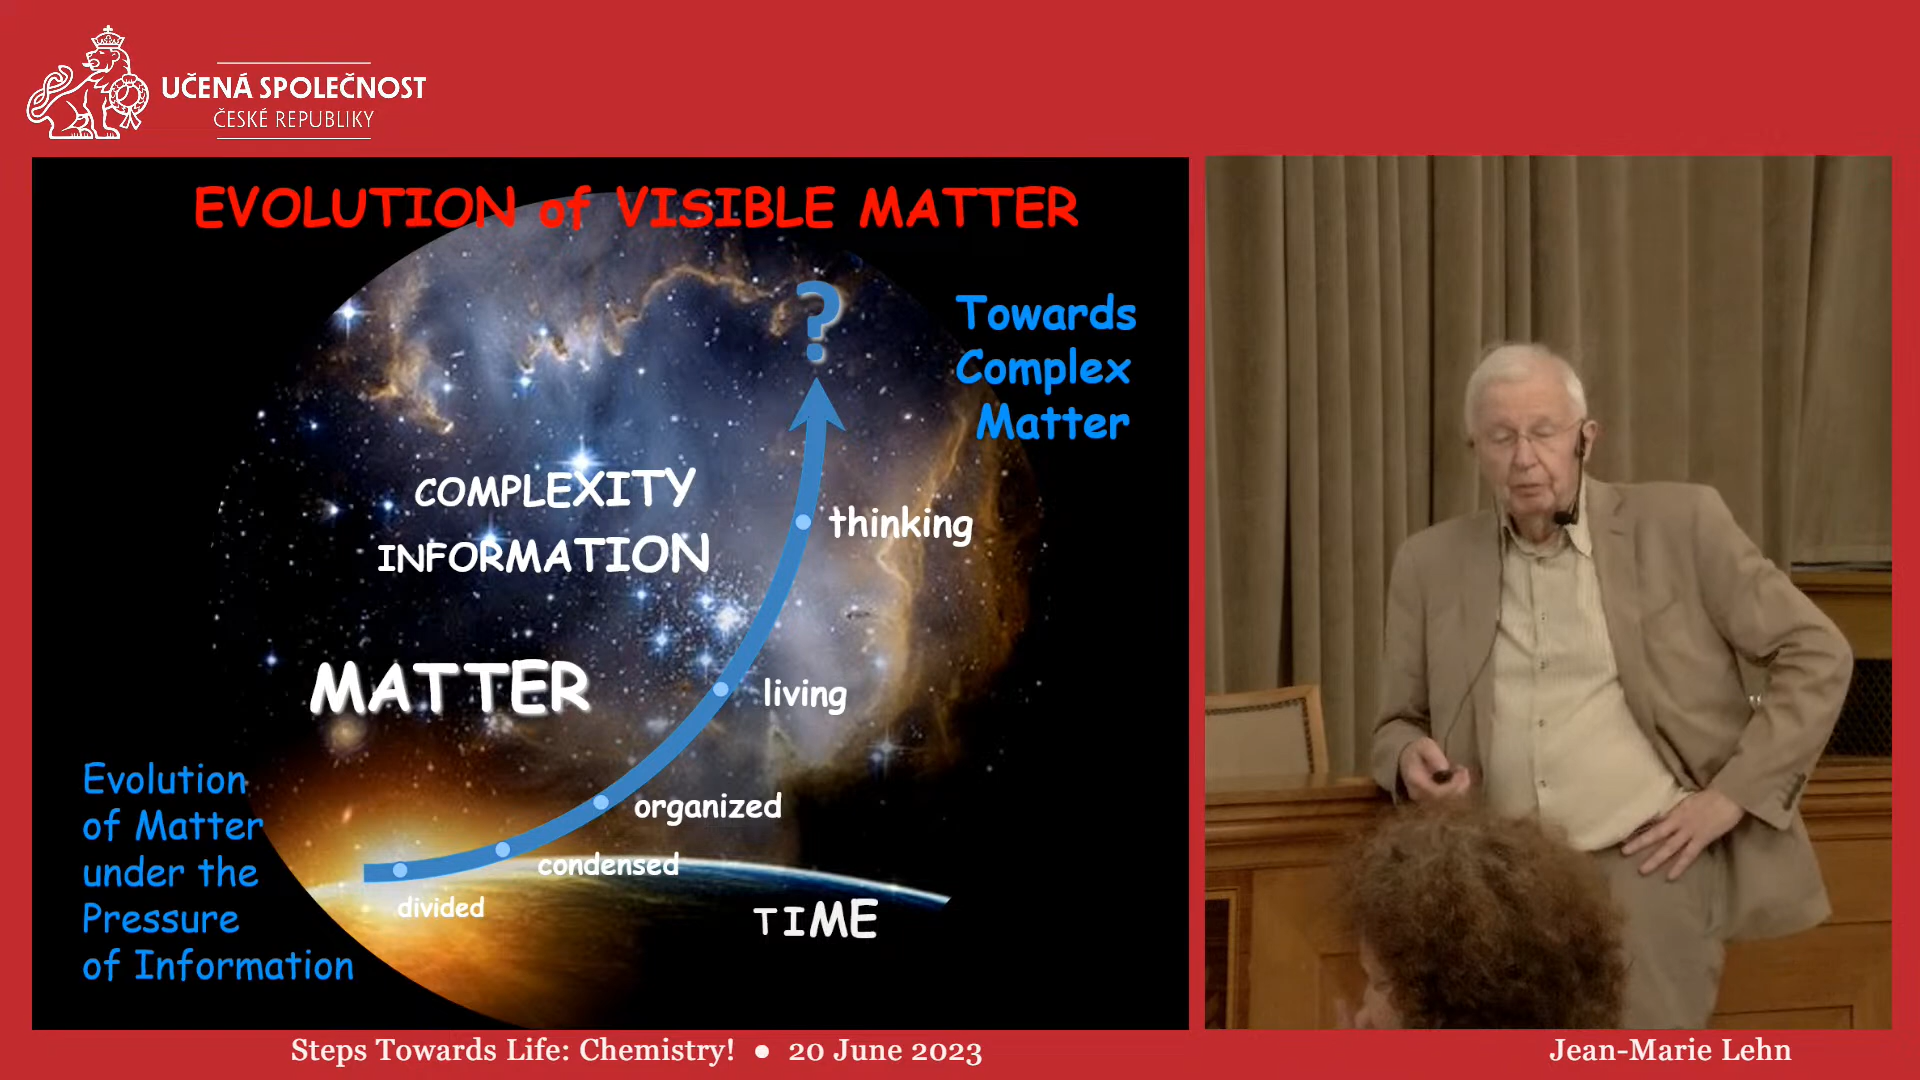 UČENÁ SPOLEČNOST
ČESKÉ REPUBLIKY
EVOLUTION of VISIBLE MATTER
?
Towards
Complex
Matter
COMPLEXITY
INFORMATION
thinking
MATTER
living
Evolution
of Matter
under the
Pressure
of Information
organized
condensed
divided
TIME
Steps Towards Life: Chemistry! ● 20 June 2023
Jean-Marie Lehn